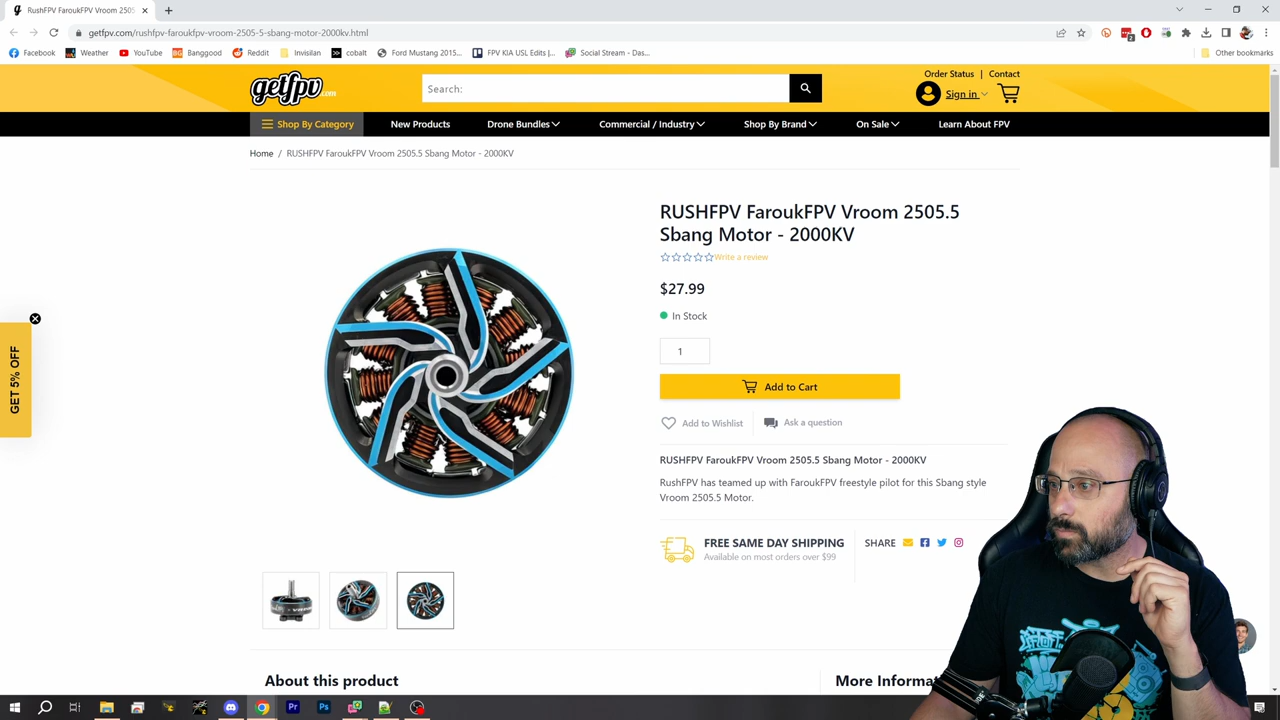 RushFPV FaroukFPV Vroom 2505
getfpv.com/rushfpv-faroukfpv-vroom-2505-5-sbang-motor-2000kv.html
Facebook
Weather
YouTube
Banggood
Reddit
Invisilan
cobalt
Ford Mustang 2015...
FPV KIA USL Edits |...
Social Stream - Das...
Other bookmarks
getfpv.com
Search:
Order Status | Contact
Sign in
Shop By Category
New Products
Drone Bundles
Commercial / Industry
Shop By Brand
On Sale
Learn About FPV
Home / RUSHFPV FaroukFPV Vroom 2505.5 Sbang Motor - 2000KV
RUSHFPV FaroukFPV Vroom 2505.5
Sbang Motor - 2000KV
Write a review
$27.99
In Stock
1
Add to Cart
GET 5% OFF
Add to Wishlist
Ask a question
RUSHFPV FaroukFPV Vroom 2505.5 Sbang Motor - 2000KV
RushFPV has teamed up with FaroukFPV freestyle pilot for this Sbang style
Vroom 2505.5 Motor.
FREE SAME DAY SHIPPING
Available on most orders over $99
SHARE
About this product
More Informat